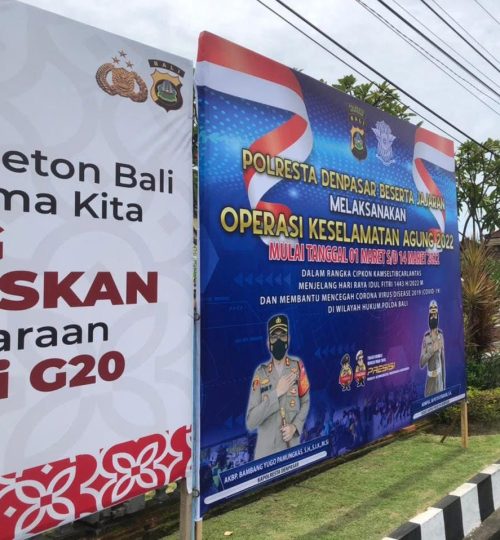 BALI
eton Bali
ma Kita
G
SKAN
araan
i G20
POLRESTA DENPASAR BESERTA JAJARAN
MELAKSANAKAN
OPERASI KESELAMATAN AGUNG 2022
MULAI TANGGAL 01 MARET S/D 14 MARET 2022
DALAM RANGKA CIPKON KAMSELTIBCARLANTAS
MENJELANG HARI RAYA IDUL FITRI 1443 H/2022 M
DAN MEMBANTU MENCEGAH CORONA VIRUS DISEASE 2019 (COVID-19)
DI WILAYAH HUKUM POLDA BALI
PRESISI
AKBP. BAMBANG YUGO PAMUNGKAS, S.H., S.I.K., M.Si
KAPOLRESTA DENPASAR